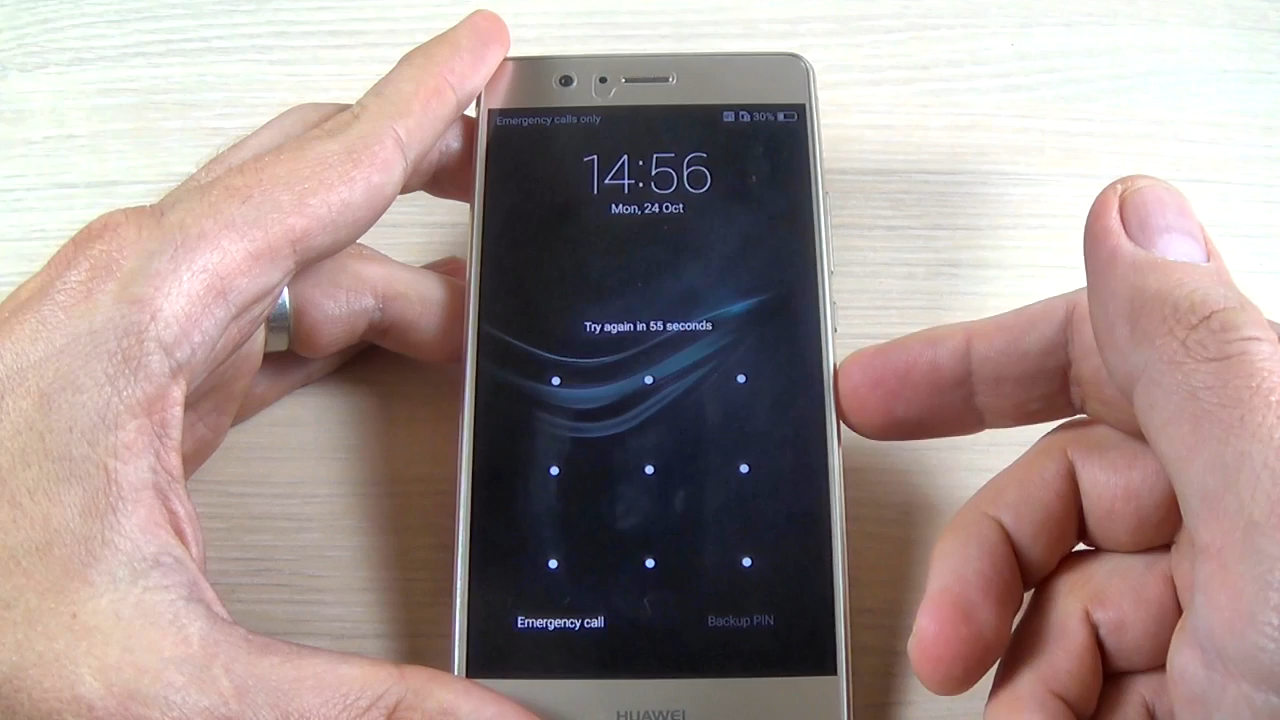 Emergency calls only
30%
14:56
Mon, 24 Oct
Try again in 55 seconds
Emergency call
Backup PIN
HUAWEI